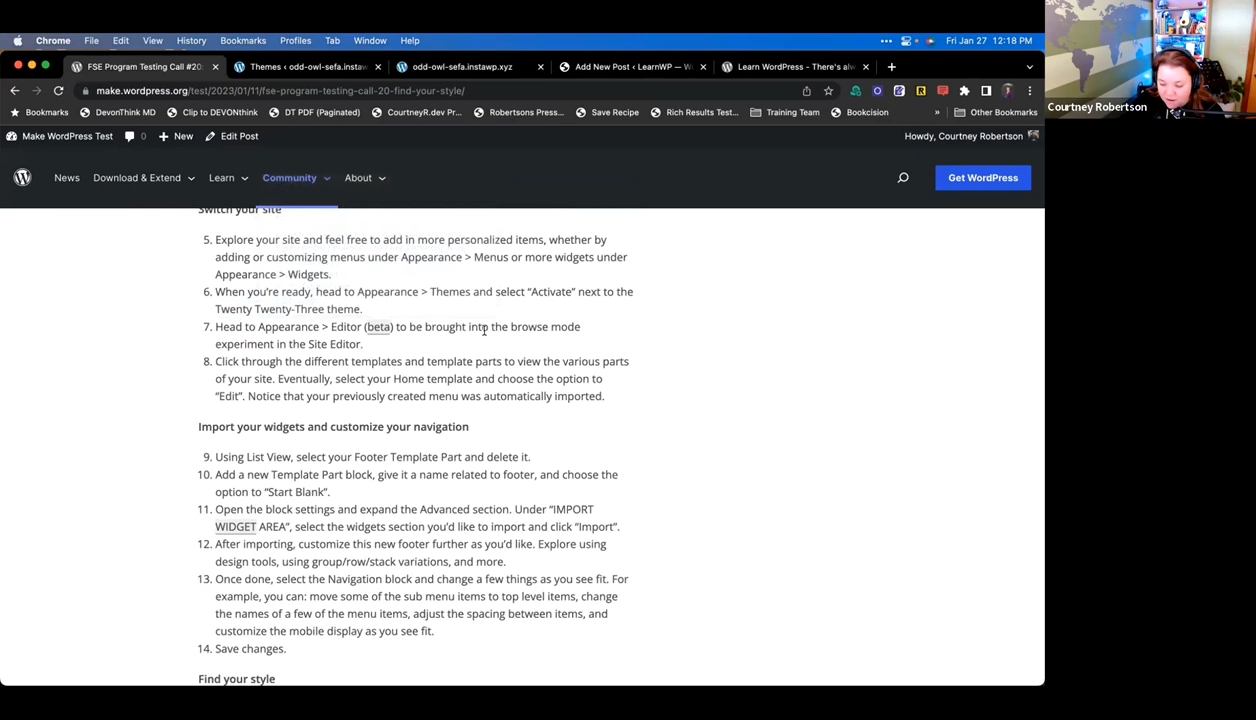 Chrome File Edit View History Bookmarks Profiles Tab Window Help Fri Jan 27 12:18 PM
FSE Program Testing Call #20: Themes ‹ odd-owl-sefa.instaw odd-owl-sefa.instawp.xyz Add New Post ‹ LearnWP — W Learn WordPress - There's alw
make.wordpress.org/test/2023/01/11/fse-program-testing-call-20-find-your-style/
Bookmarks DevonThink MD Clip to DEVONthink DT PDF (Paginated) CourtneyR.dev Pr... Robertsons Press... Save Recipe Rich Results Test... Training Team Bookcision » Other Bookmarks
Courtney Robertson
Make WordPress Test 0 New Edit Post Howdy, Courtney Robertson
News Download & Extend Learn Community About Get WordPress
Switch your site
5. Explore your site and feel free to add in more personalized items, whether by
adding or customizing menus under Appearance > Menus or more widgets under
Appearance > Widgets.
6. When you're ready, head to Appearance > Themes and select “Activate” next to the
Twenty Twenty-Three theme.
7. Head to Appearance > Editor (beta) to be brought into the browse mode
experiment in the Site Editor.
8. Click through the different templates and template parts to view the various parts
of your site. Eventually, select your Home template and choose the option to
“Edit”. Notice that your previously created menu was automatically imported.
Import your widgets and customize your navigation
9. Using List View, select your Footer Template Part and delete it.
10. Add a new Template Part block, give it a name related to footer, and choose the
option to “Start Blank”.
11. Open the block settings and expand the Advanced section. Under “IMPORT
WIDGET AREA”, select the widgets section you'd like to import and click “Import”.
12. After importing, customize this new footer further as you'd like. Explore using
design tools, using group/row/stack variations, and more.
13. Once done, select the Navigation block and change a few things as you see fit. For
example, you can: move some of the sub menu items to top level items, change
the names of a few of the menu items, adjust the spacing between items, and
customize the mobile display as you see fit.
14. Save changes.
Find your style